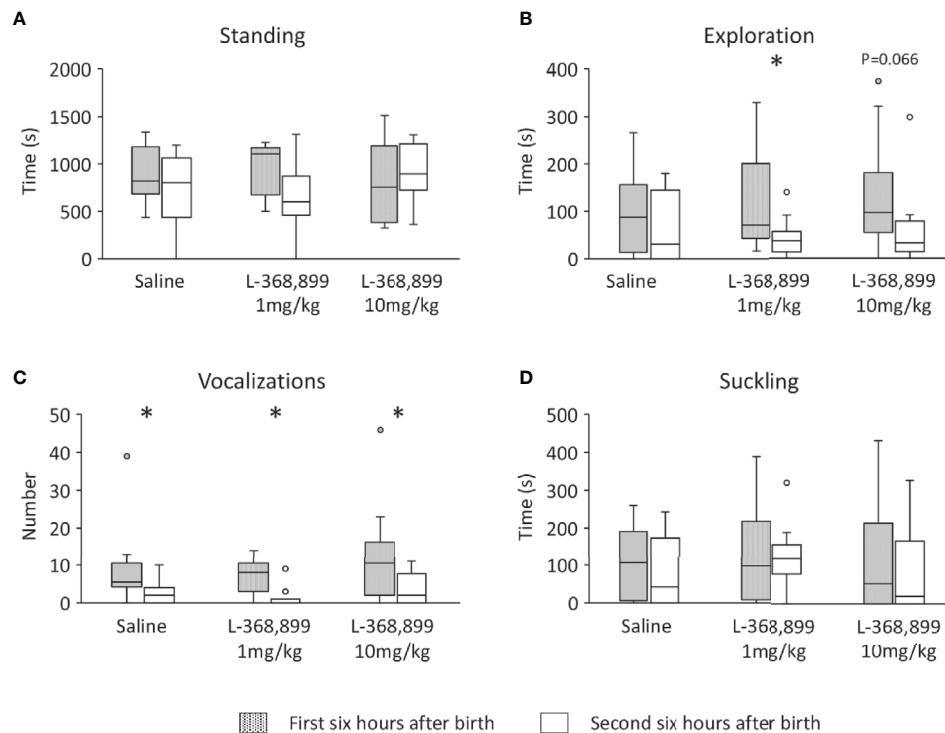 A
Standing
Time (s)
2000
1500
1000
500
0
Saline
L-368,899
1mg/kg
L-368,899
10mg/kg
B
Exploration
P=0.066
*
Time (s)
400
300
200
100
0
Saline
L-368,899
1mg/kg
L-368,899
10mg/kg
C
Vocalizations
* * *
Number
50
40
30
20
10
0
Saline
L-368,899
1mg/kg
L-368,899
10mg/kg
D
Suckling
Time (s)
500
400
300
200
100
0
Saline
L-368,899
1mg/kg
L-368,899
10mg/kg
First six hours after birth
Second six hours after birth